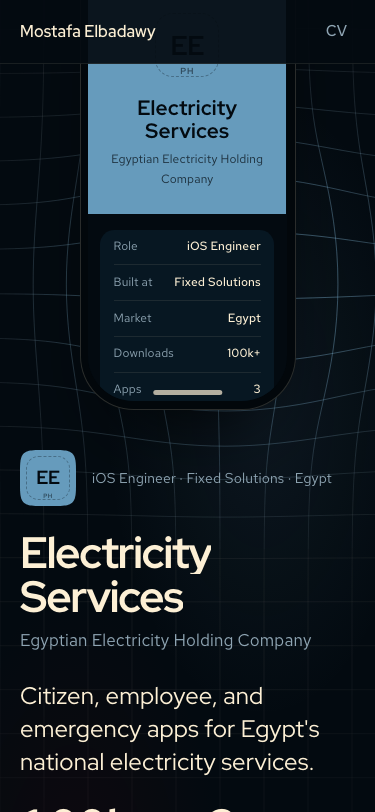 Mostafa Elbadawy
CV
EE
PH
Electricity
Services
Egyptian Electricity Holding
Company
Role iOS Engineer
Built at Fixed Solutions
Market Egypt
Downloads 100k+
Apps 3
EE
PH
iOS Engineer · Fixed Solutions · Egypt
Electricity
Services
Egyptian Electricity Holding Company
Citizen, employee, and
emergency apps for Egypt's
national electricity services.